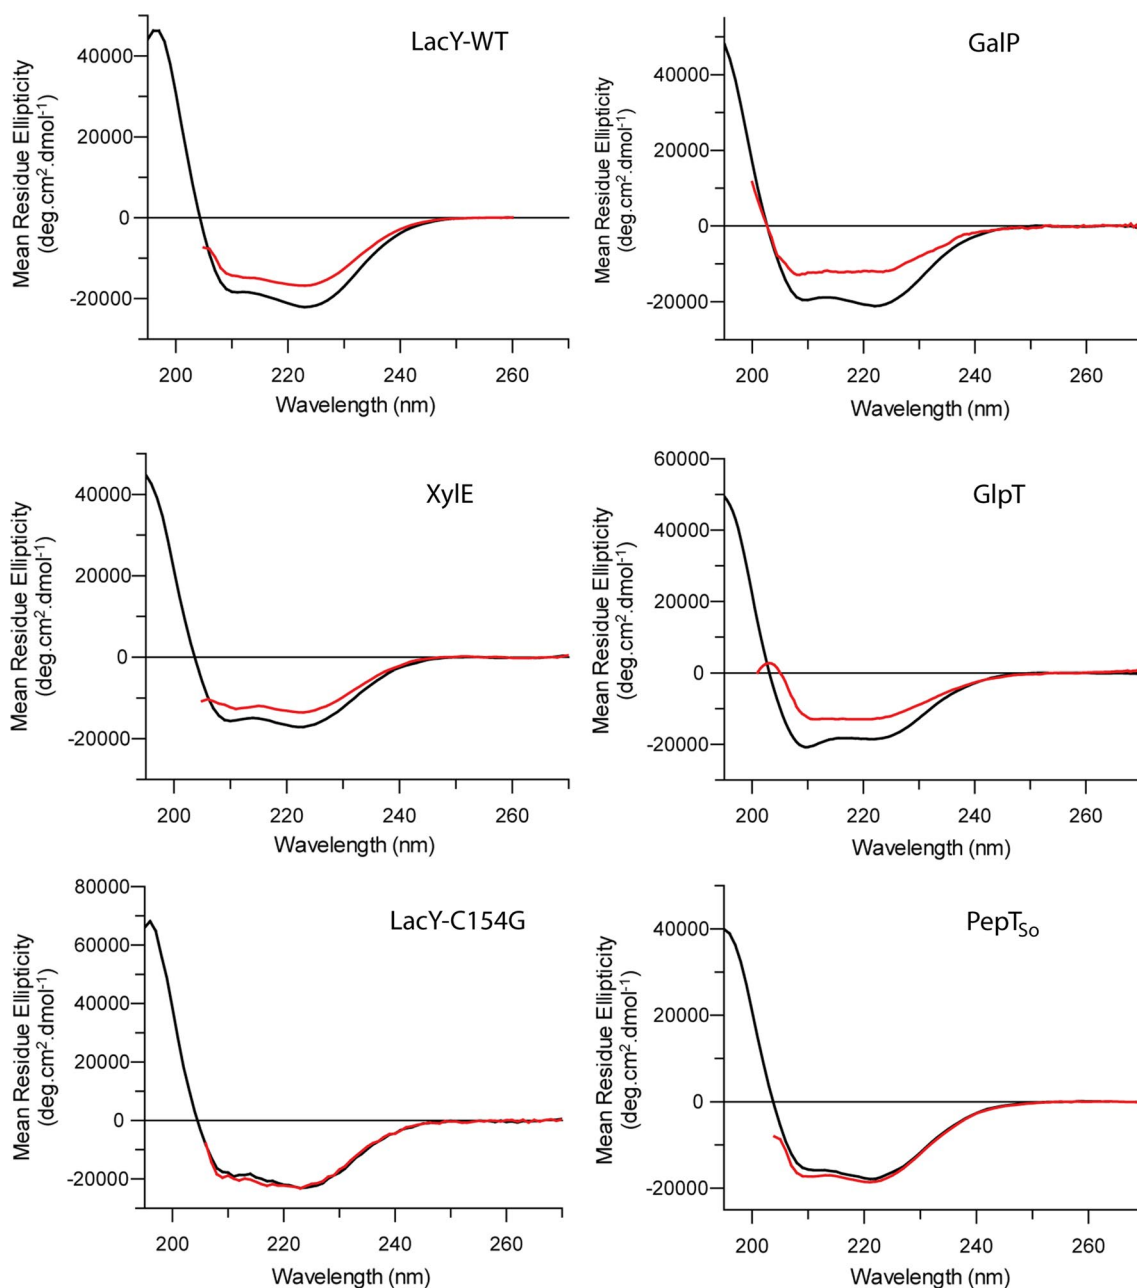 LacY-WT
Mean Residue Ellipticity
(deg.cm².dmol⁻¹)
40000
20000
0
-20000
200
220
240
260
Wavelength (nm)
GalP
Mean Residue Ellipticity
(deg.cm².dmol⁻¹)
40000
20000
0
-20000
200
220
240
260
Wavelength (nm)
XylE
Mean Residue Ellipticity
(deg.cm².dmol⁻¹)
40000
20000
0
-20000
200
220
240
260
Wavelength (nm)
GlpT
Mean Residue Ellipticity
(deg.cm².dmol⁻¹)
60000
40000
20000
0
-20000
200
220
240
260
Wavelength (nm)
LacY-C154G
Mean Residue Ellipticity
(deg.cm².dmol⁻¹)
80000
60000
40000
20000
0
-20000
200
220
240
260
Wavelength (nm)
PepTSo
Mean Residue Ellipticity
(deg.cm².dmol⁻¹)
40000
20000
0
-20000
200
220
240
260
Wavelength (nm)